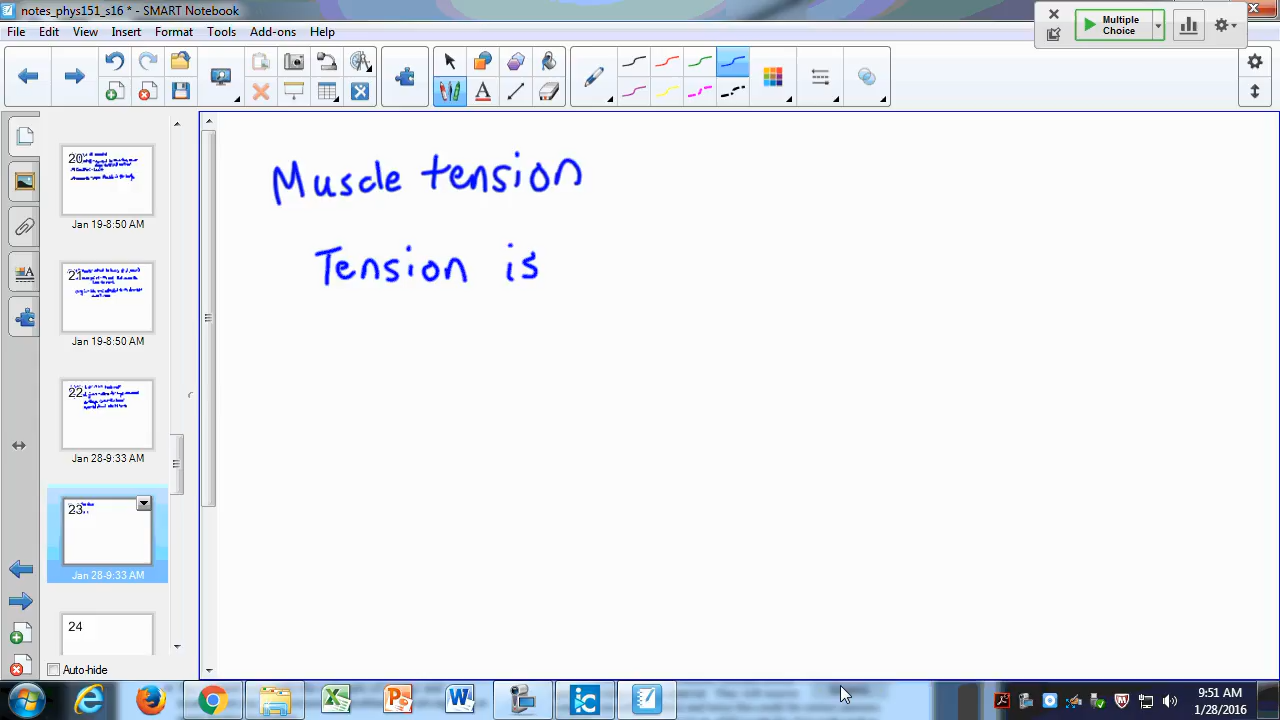 notes_phys151_s16 * - SMART Notebook
File Edit View Insert Format Tools Add-ons Help
Multiple
Choice
Muscle tension
Tension is
20
Jan 19-8:50 AM
21
Jan 19-8:50 AM
22
Jan 28-9:33 AM
23
Jan 28-9:33 AM
24
Auto-hide
9:51 AM
1/28/2016